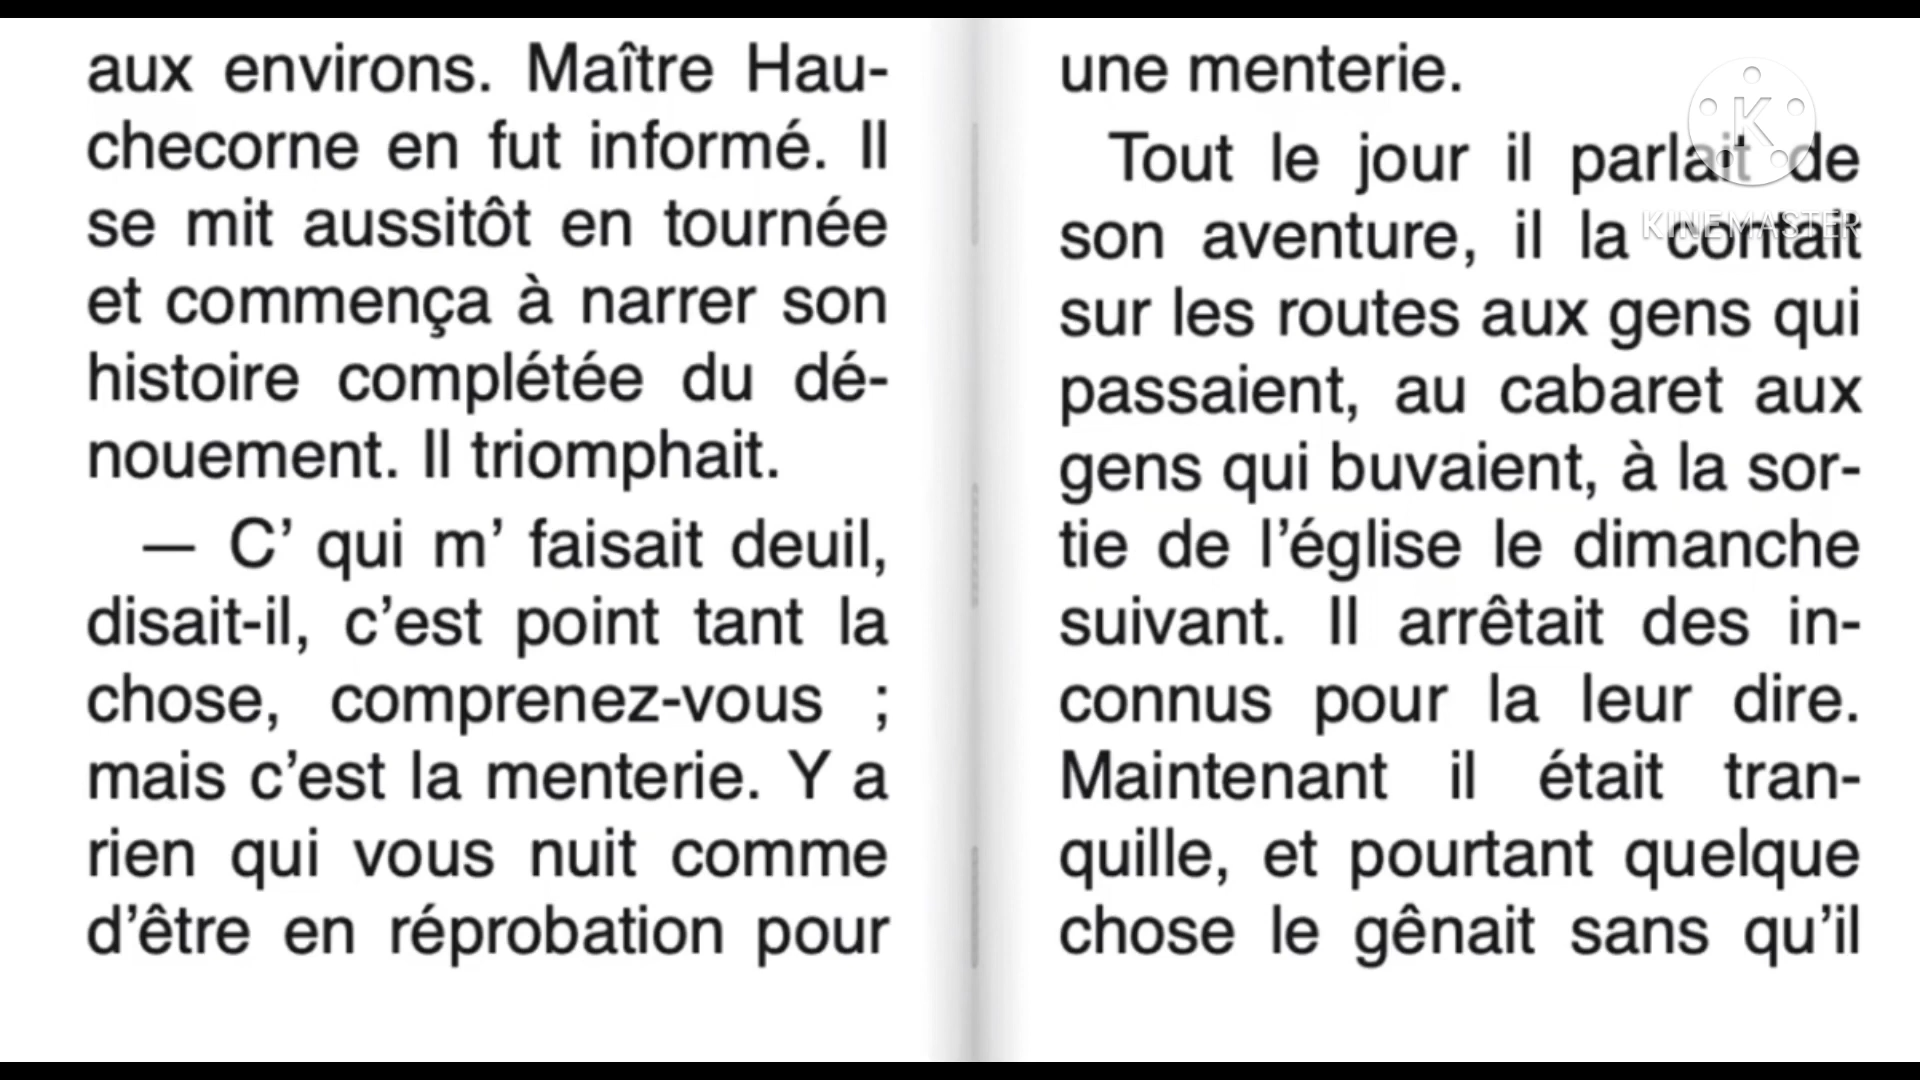 aux environs. Maître Hau-
checorne en fut informé. Il
se mit aussitôt en tournée
et commença à narrer son
histoire complétée du dé-
nouement. Il triomphait.
— C’ qui m’ faisait deuil,
disait-il, c’est point tant la
chose, comprenez-vous ;
mais c’est la menterie. Y a
rien qui vous nuit comme
d’être en réprobation pour
une menterie.
Tout le jour il parlait de
son aventure, il la contait
sur les routes aux gens qui
passaient, au cabaret aux
gens qui buvaient, à la sor-
tie de l’église le dimanche
suivant. Il arrêtait des in-
connus pour la leur dire.
Maintenant il était tran-
quille, et pourtant quelque
chose le gênait sans qu’il
K
KINEMASTER